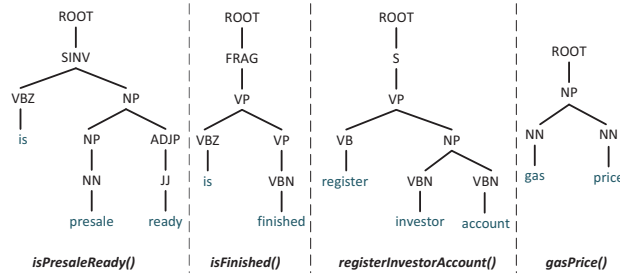 ROOT ROOT ROOT
SINV FRAG S ROOT
VBZ NP VP VP NP
is NP ADJP VBZ VP VB NP NN NN
NN JJ is VBN register VBN VBN gas price
presale ready finished investor account
isPresaleReady() isFinished() registerInvestorAccount() gasPrice()